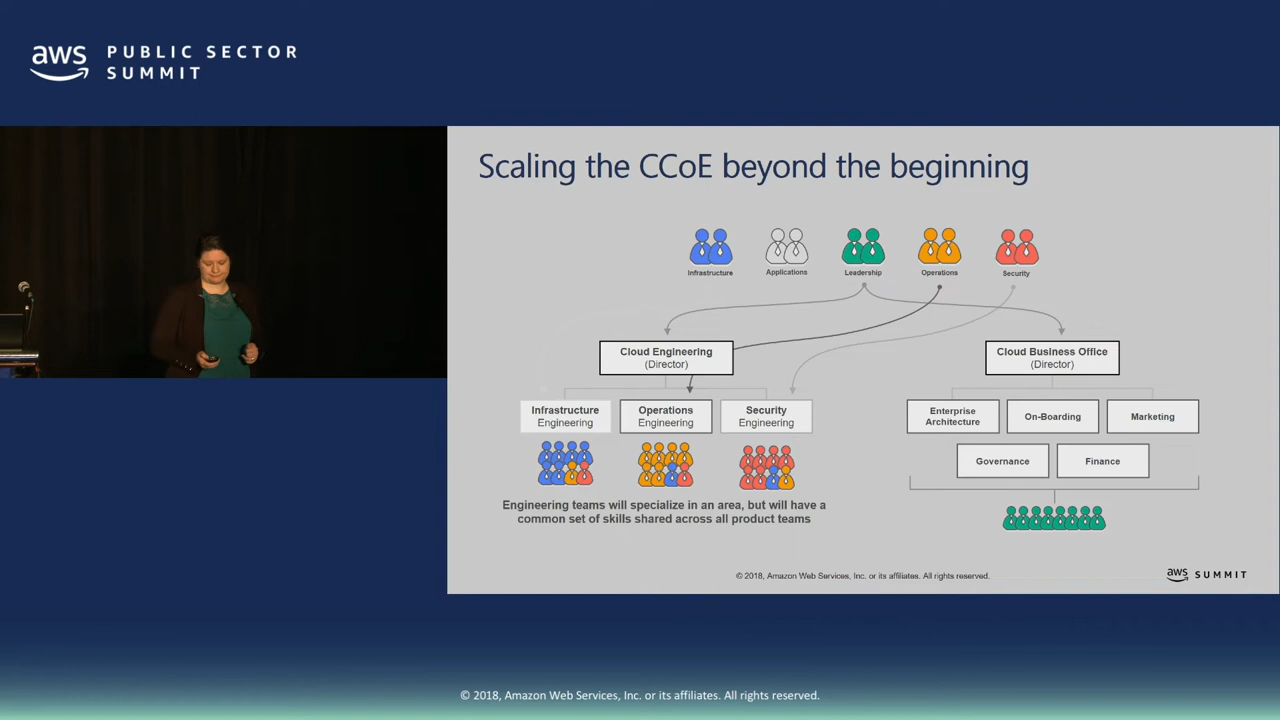 aws
PUBLIC SECTOR
SUMMIT
Scaling the CCoE beyond the beginning
Infrastructure
Applications
Leadership
Operations
Security
Cloud Engineering
(Director)
Cloud Business Office
(Director)
Infrastructure
Engineering
Operations
Engineering
Security
Engineering
Enterprise
Architecture
On-Boarding
Marketing
Governance
Finance
Engineering teams will specialize in an area, but will have a
common set of skills shared across all product teams
© 2018, Amazon Web Services, Inc. or its affiliates. All rights reserved.
aws SUMMIT
© 2018, Amazon Web Services, Inc. or its affiliates. All rights reserved.